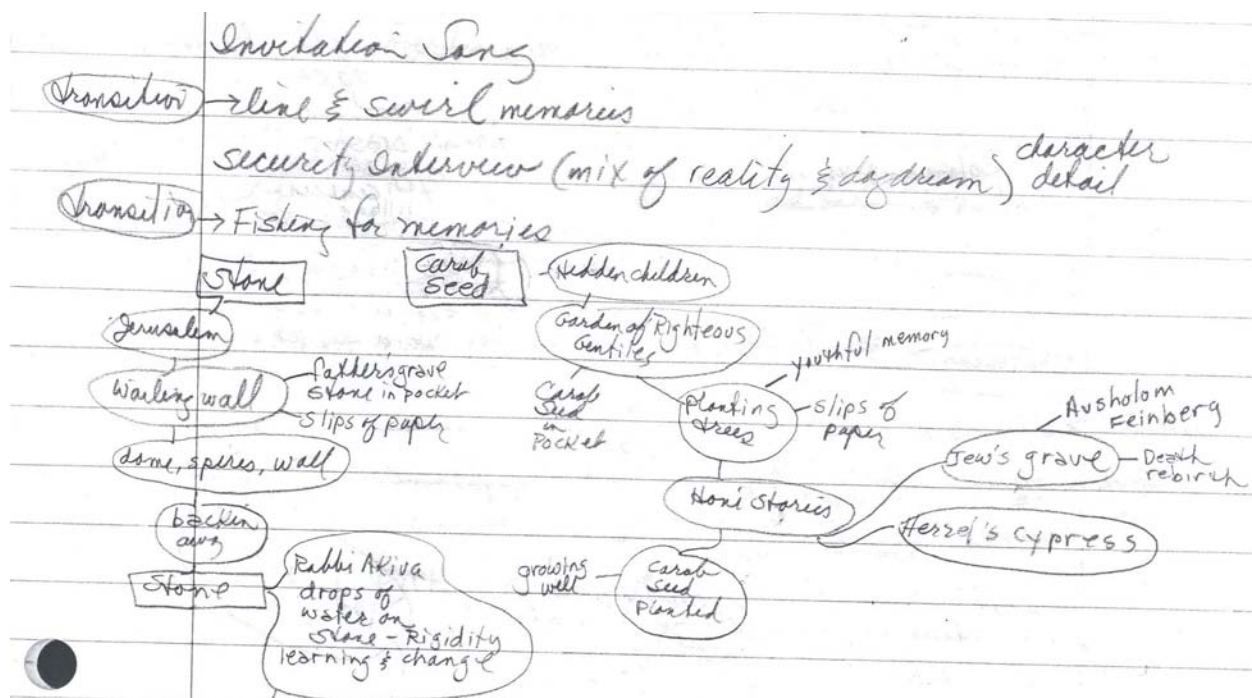 Invitation Song
Transition → line & swirl memories
Security Interview (mix of reality & daydream) character detail
Transition → Fishing for memories
Stone
Carob
Seed
Hidden children
Jerusalem
Garden of Righteous
Gentiles
youthful memory
Wailing wall
Father's grave
Stone in pocket
Slips of paper
Carob
Seed
in
Pocket
Planting
trees
slips of
paper
Avsholom
Feinberg
dome, spires, wall
Jew's grave
Death
rebirth
Honi Stories
Herzel's Cypress
backin
away
Stone
Rabbi Akiva
drops of
water on
Stone - Rigidity
learning & change
growing
well
Carob
Seed
Planted